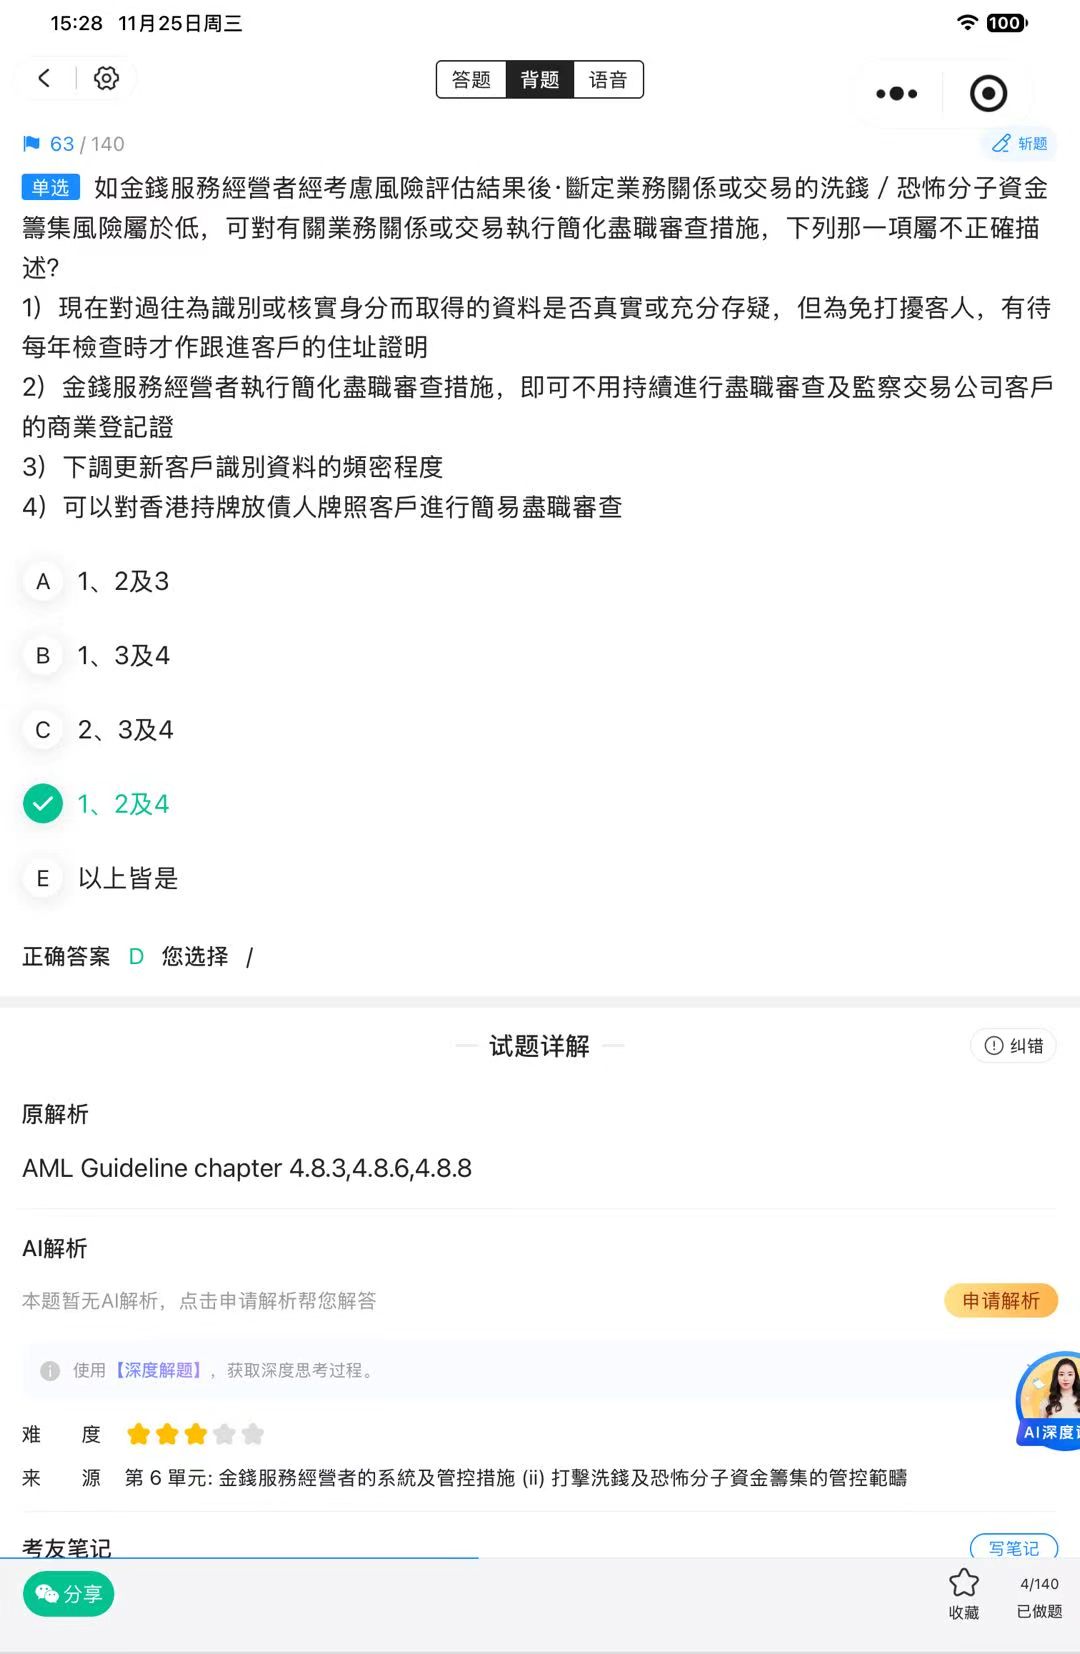 15:28 11月25日周三
100
答题 背题 语音
63 / 140
斩题
单选 如金錢服務經營者經考慮風險評估結果後·斷定業務關係或交易的洗錢 / 恐怖分子資金
籌集風險屬於低，可對有關業務關係或交易執行簡化盡職審查措施，下列那一項屬不正確描
述?
1）現在對過往為識別或核實身分而取得的資料是否真實或充分存疑，但為免打擾客人，有待
每年檢查時才作跟進客戶的住址證明
2）金錢服務經營者執行簡化盡職審查措施，即可不用持續進行盡職審查及監察交易公司客戶
的商業登記證
3）下調更新客戶識別資料的頻密程度
4）可以對香港持牌放債人牌照客戶進行簡易盡職審查
A 1、2及3
B 1、3及4
C 2、3及4
1、2及4
E 以上皆是
正确答案 D 您选择 /
试题详解
纠错
原解析
AML Guideline chapter 4.8.3,4.8.6,4.8.8
AI解析
本题暂无AI解析，点击申请解析帮您解答
申请解析
使用【深度解题】，获取深度思考过程。
AI深度
难 度
来 源 第 6 單元: 金錢服務經營者的系統及管控措施 (ii) 打擊洗錢及恐怖分子資金籌集的管控範疇
考友笔记
写笔记
分享
收藏
4/140
已做题